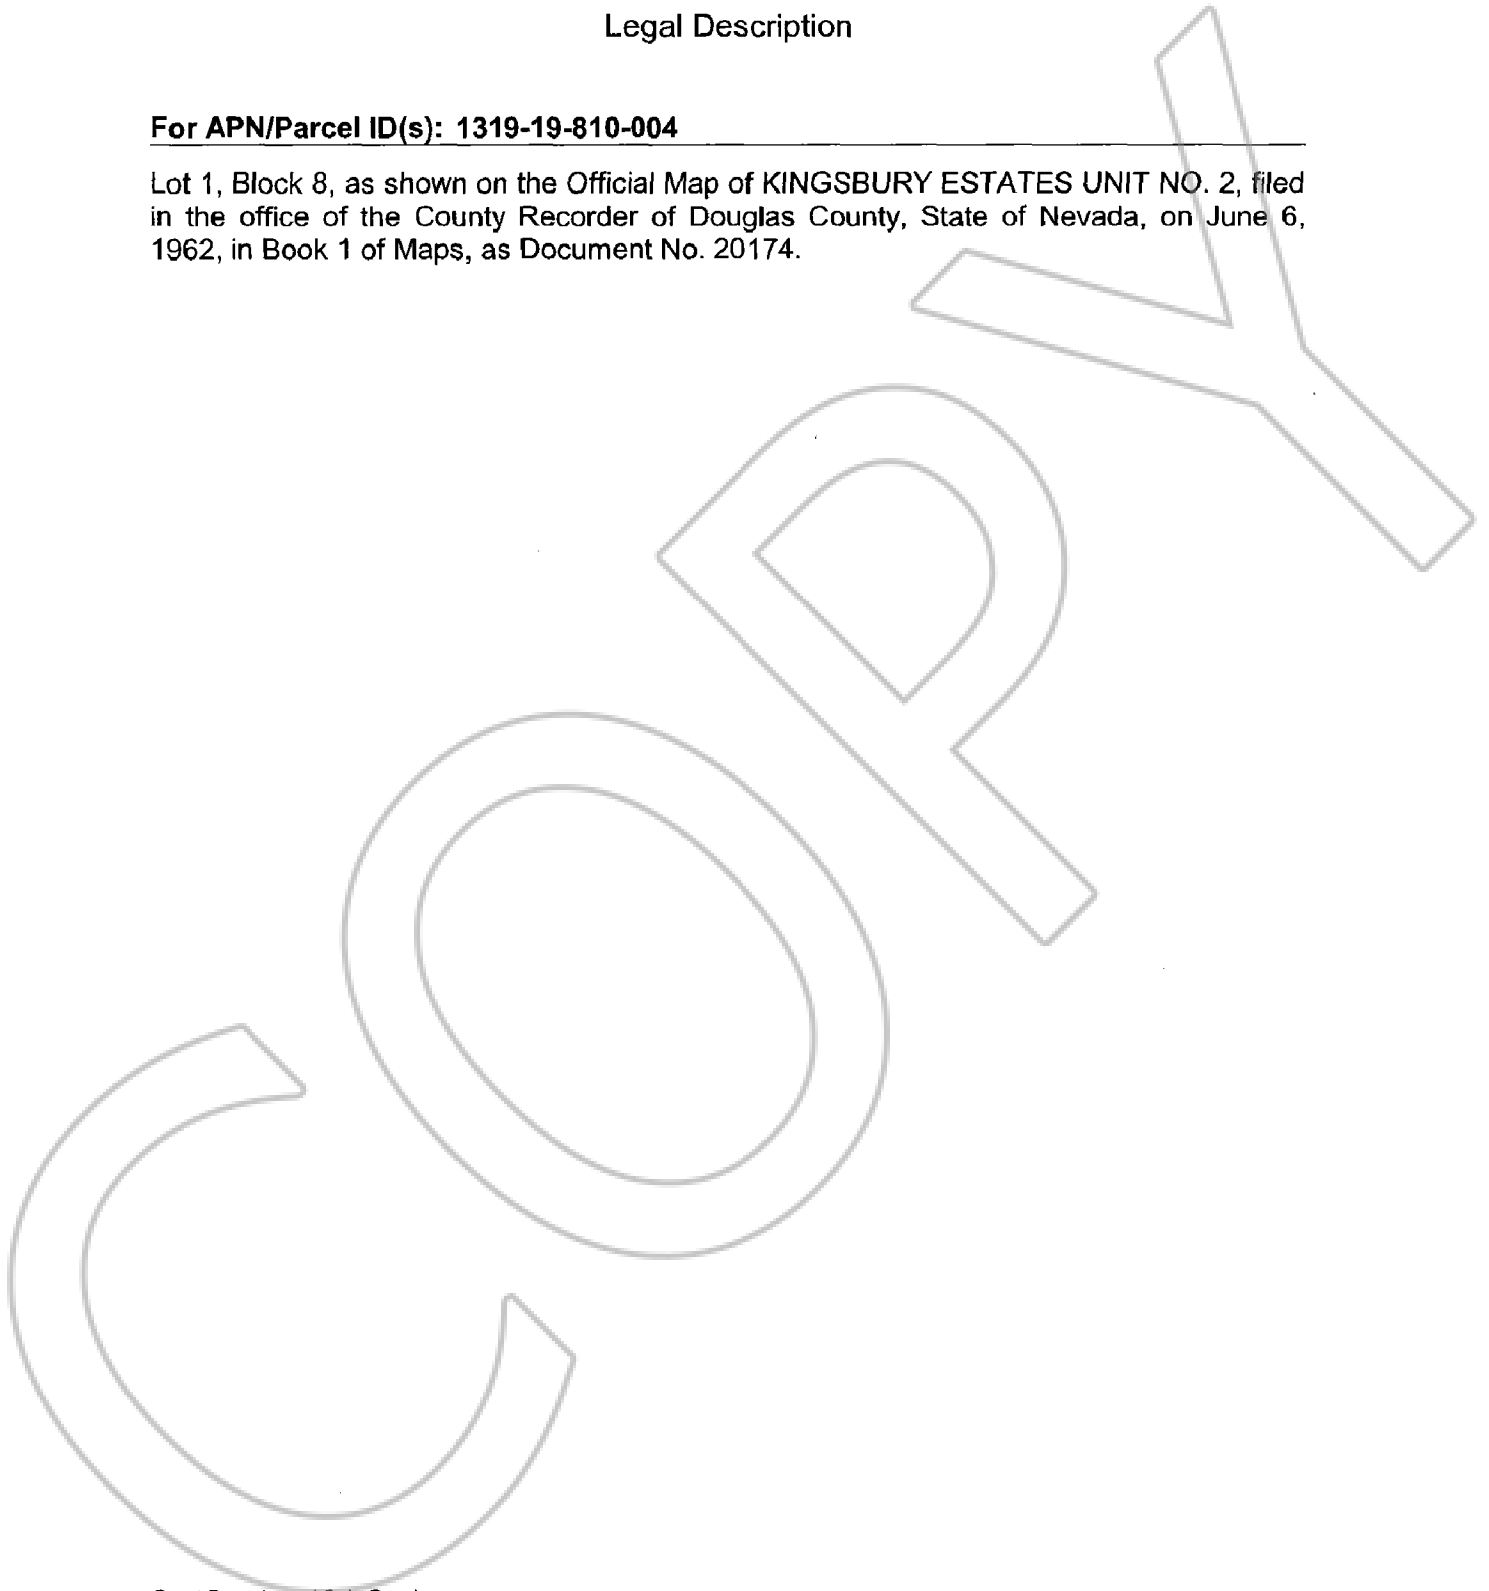 Legal Description
For APN/Parcel ID(s): 1319-19-810-004
Lot 1, Block 8, as shown on the Official Map of KINGSBURY ESTATES UNIT NO. 2, filed
in the office of the County Recorder of Douglas County, State of Nevada, on June 6,
1962, in Book 1 of Maps, as Document No. 20174.
COPY